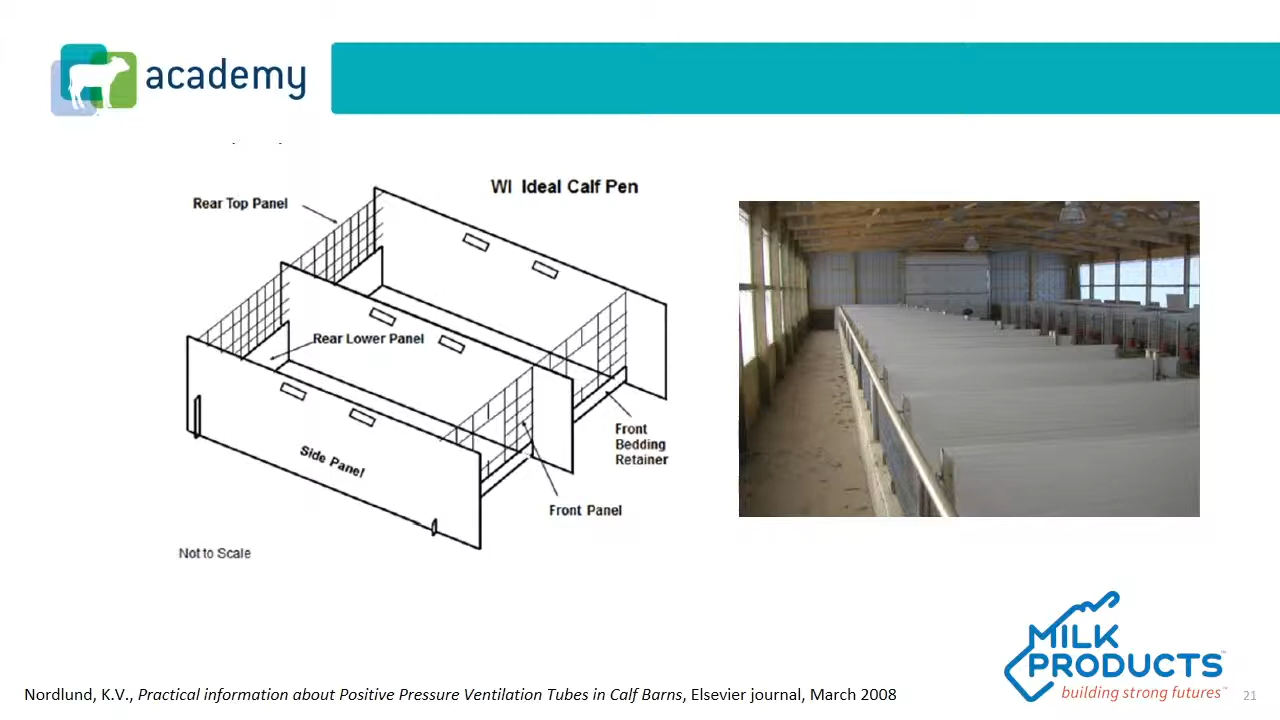 academy
WI Ideal Calf Pen
Rear Top Panel
Rear Lower Panel
Side Panel
Front
Bedding
Retainer
Front Panel
Not to Scale
MILK
PRODUCTS™
building strong futures™
Nordlund, K.V., Practical information about Positive Pressure Ventilation Tubes in Calf Barns, Elsevier journal, March 2008
21